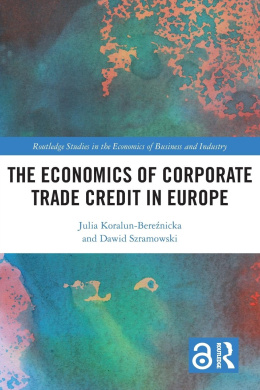 Routledge Studies in the Economics of Business and Industry
THE ECONOMICS OF CORPORATE
TRADE CREDIT IN EUROPE
Julia Koralun-Bereźnicka
and Dawid Szramowski
ROUTLEDGE